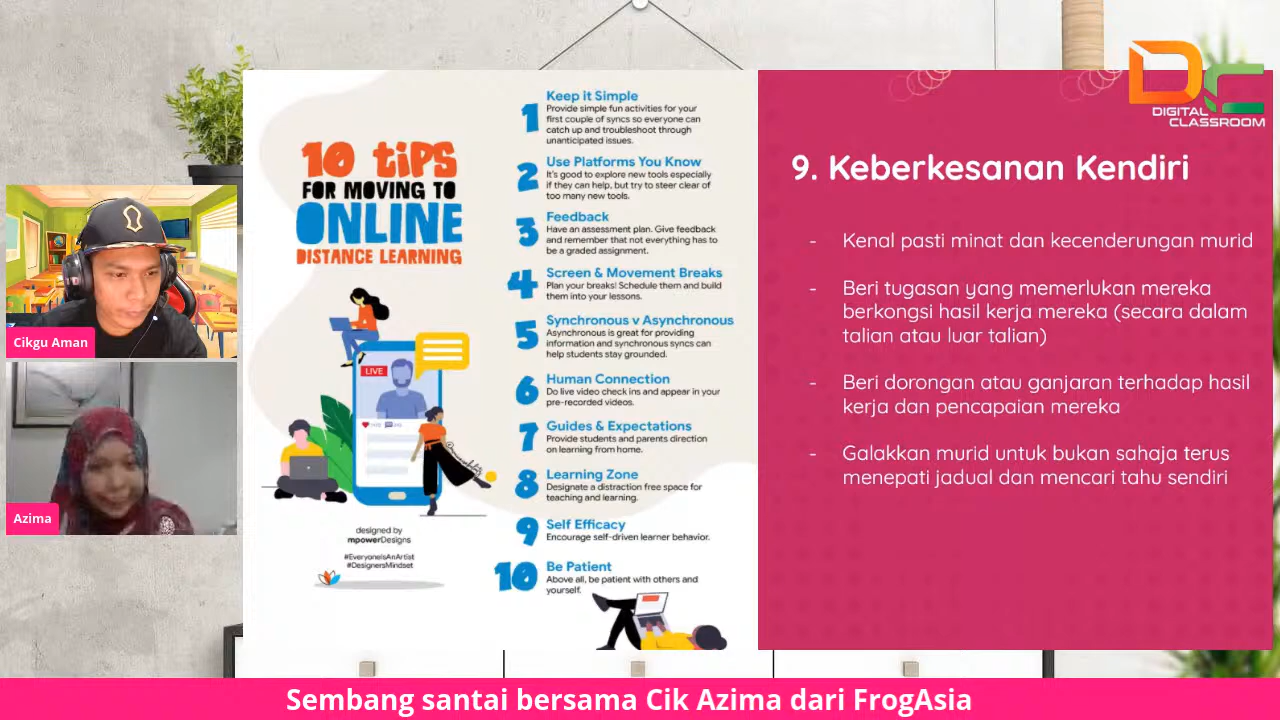 DIGITAL
CLASSROOM
10 tips
FOR MOVING TO
ONLINE
DISTANCE LEARNING
LIVE
designed by
mpowerDesigns
#EveryoneIsAnArtist
#DesignersMindset
1 Keep it Simple
Provide simple fun activities for your
first couple of syncs so everyone can
catch up and troubleshoot through
unanticipated issues.
2 Use Platforms You Know
It's good to explore new tools especially
if they can help, but try to steer clear of
too many new tools.
3 Feedback
Have an assessment plan. Give feedback
and remember that not everything has to
be a graded assignment.
4 Screen & Movement Breaks
Plan your breaks! Schedule them and build
them into your lessons.
5 Synchronous v Asynchronous
Asynchronous is great for providing
information and synchronous syncs can
help students stay grounded.
6 Human Connection
Do live video check ins and appear in your
pre-recorded videos.
7 Guides & Expectations
Provide students and parents direction
on learning from home.
8 Learning Zone
Designate a distraction free space for
teaching and learning.
9 Self Efficacy
Encourage self-driven learner behavior.
10 Be Patient
Above all, be patient with others and
yourself.
9. Keberkesanan Kendiri
- Kenal pasti minat dan kecenderungan murid
- Beri tugasan yang memerlukan mereka
berkongsi hasil kerja mereka (secara dalam
talian atau luar talian)
- Beri dorongan atau ganjaran terhadap hasil
kerja dan pencapaian mereka
- Galakkan murid untuk bukan sahaja terus
menepati jadual dan mencari tahu sendiri
Cikgu Aman
Azima
Sembang santai bersama Cik Azima dari FrogAsia